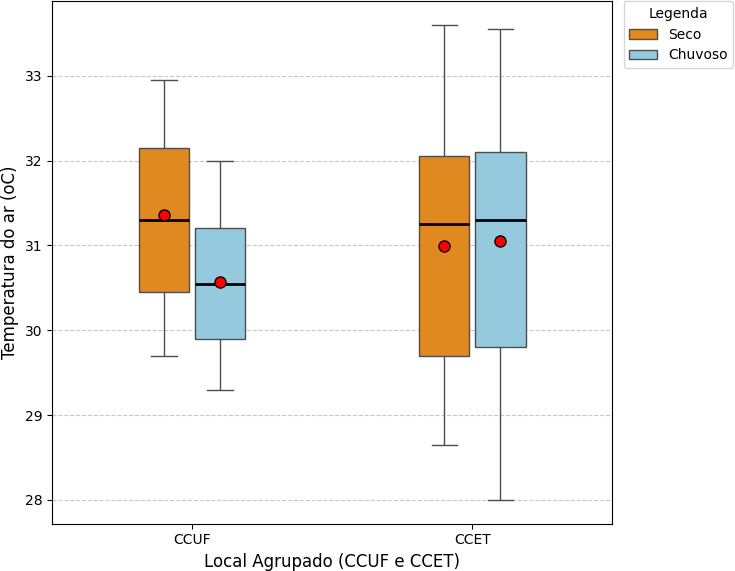 Legenda
Seco
Chuvoso
Temperatura do ar (oC)
33
32
31
30
29
28
CCUF
CCET
Local Agrupado (CCUF e CCET)